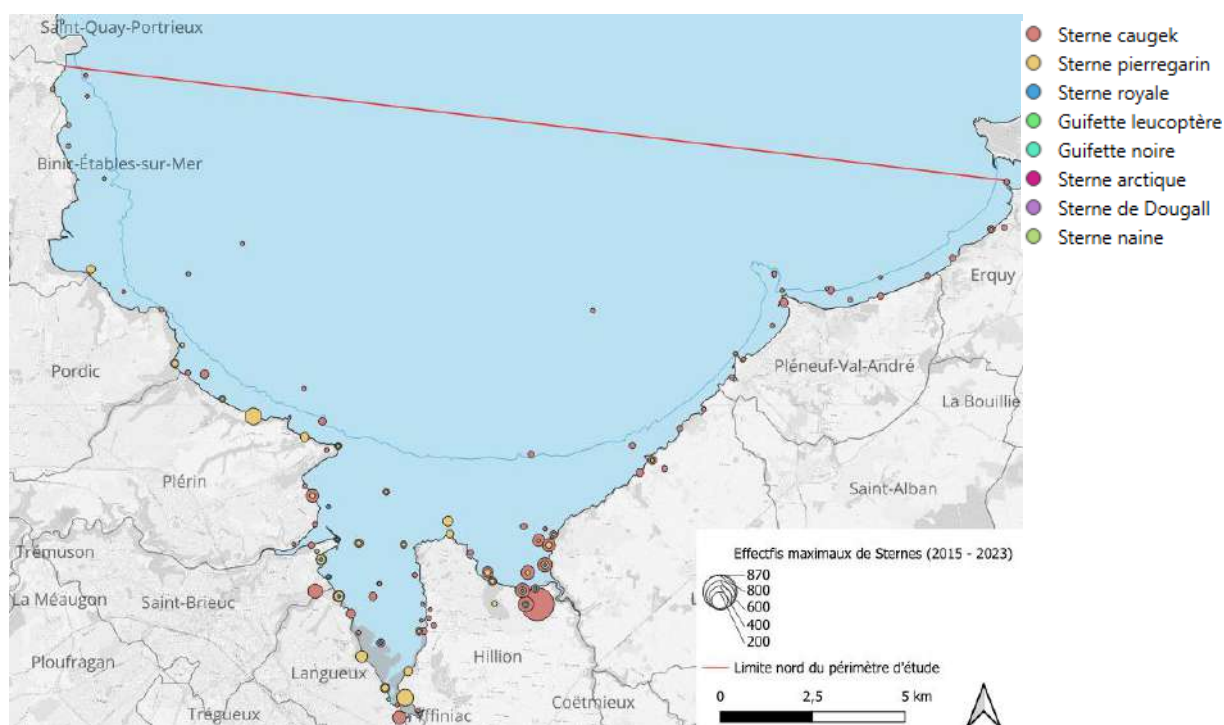 Saint-Quay-Portrieux
Sterne caugek
Sterne pierregarin
Sterne royale
Guifette leucoptère
Guifette noire
Sterne arctique
Sterne de Dougall
Sterne naine
Binic-Étables-sur-Mer
Erquy
Pordic
Pléneuf-Val-André
La Bouillie
Plérin
Saint-Alban
Trémuson
La Méaugon
Saint-Brieuc
Ploufragan
Langueux
Hillion
Trégueux
Yffiniac
Coëtmieux
L
Effectfis maximaux de Sternes (2015 - 2023)
870
800
600
400
200
Limite nord du périmètre d'étude
0 2,5 5 km